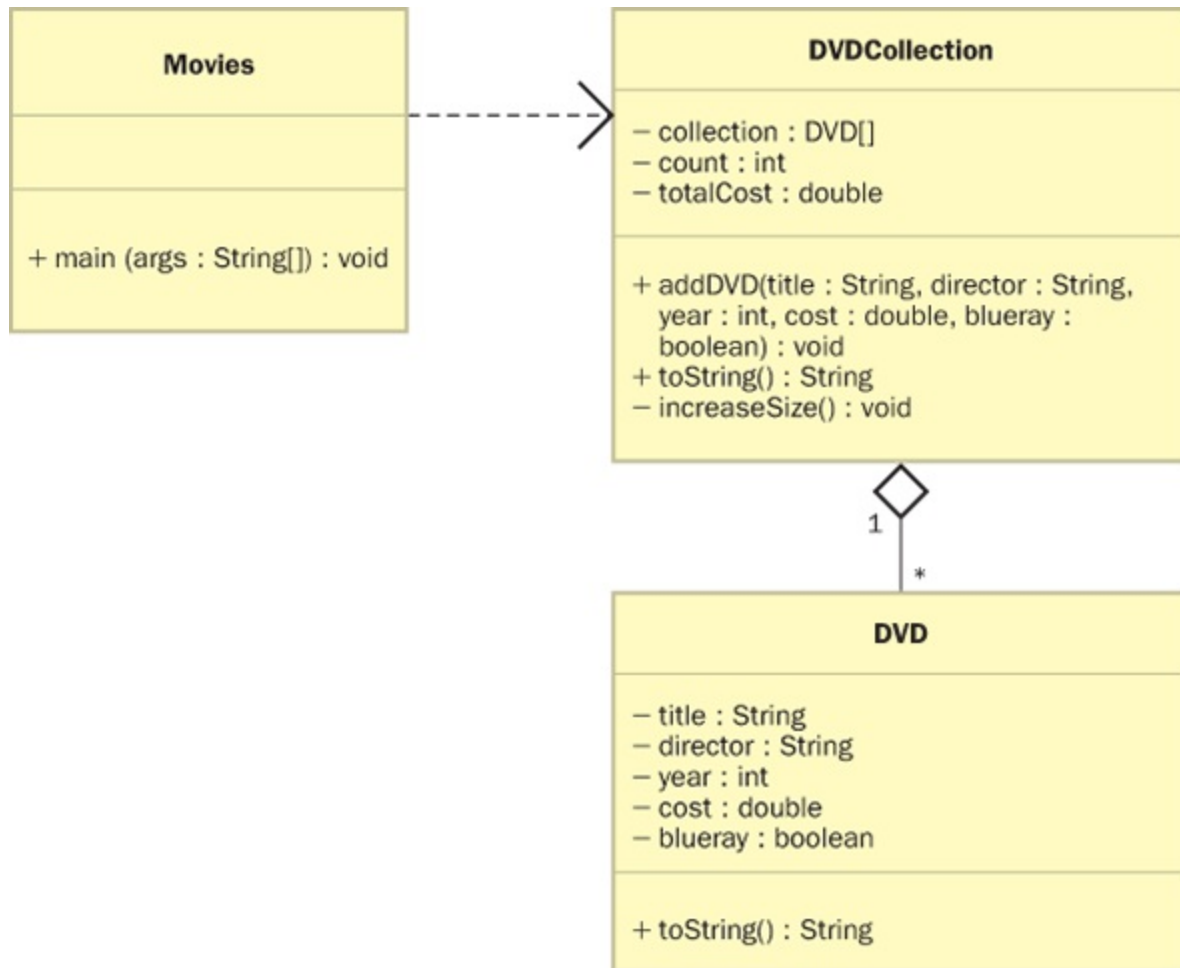 Movies
+ main (args : String[]) : void
DVDCollection
– collection : DVD[]
– count : int
– totalCost : double
+ addDVD(title : String, director : String,
year : int, cost : double, blueray :
boolean) : void
+ toString() : String
– increaseSize() : void
1
*
DVD
– title : String
– director : String
– year : int
– cost : double
– blueray : boolean
+ toString() : String